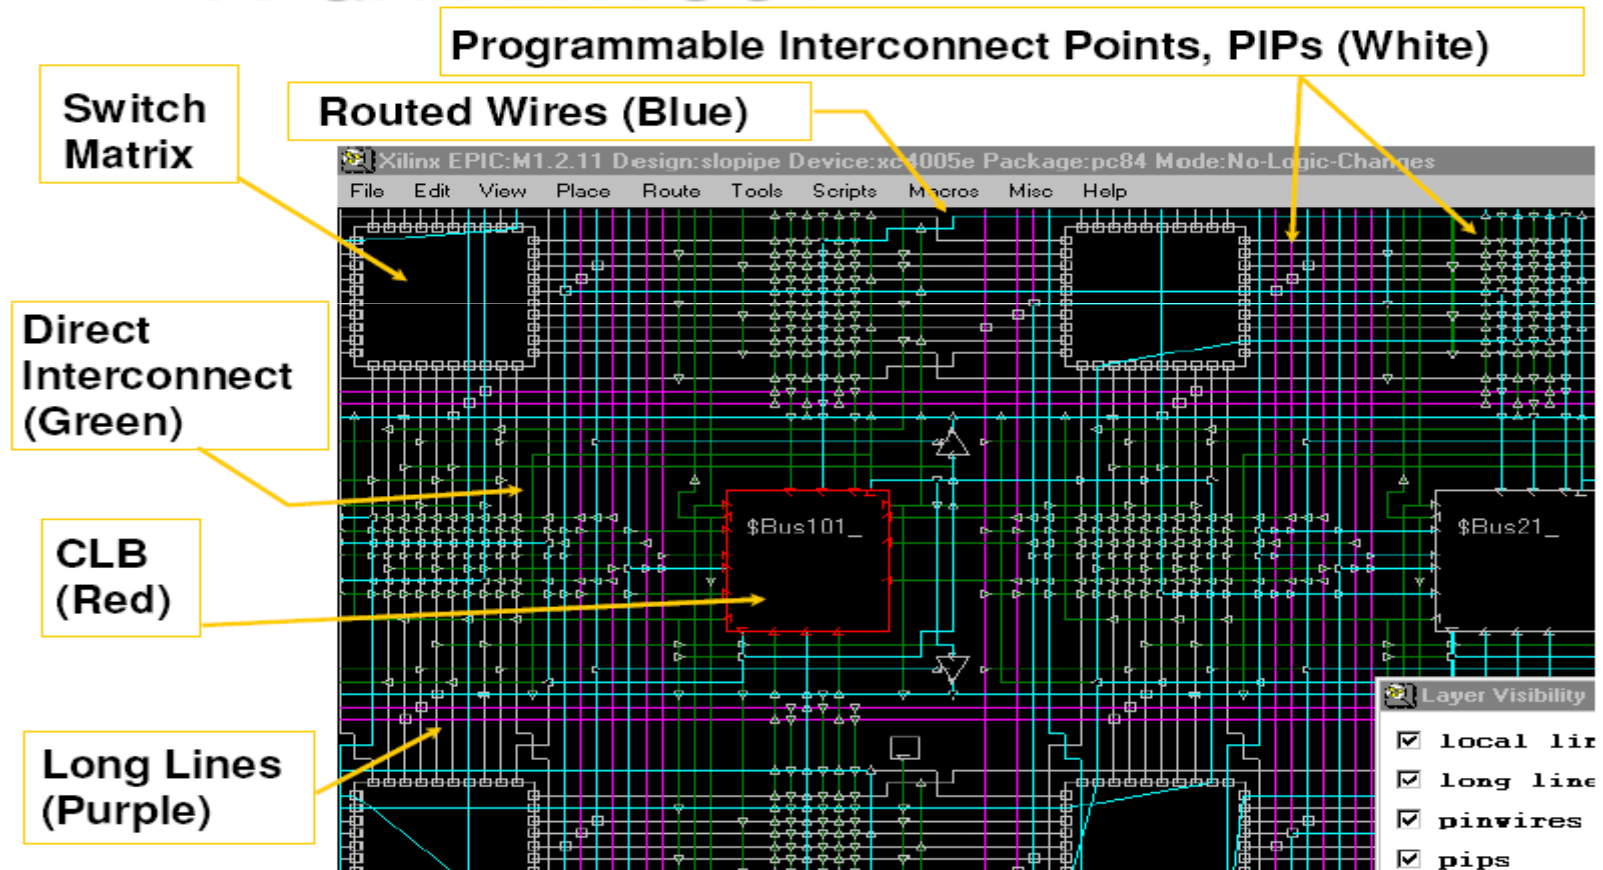 Programmable Interconnect Points, PIPs (White)
Switch
Matrix
Routed Wires (Blue)
Xilinx EPIC:M1.2.11 Design:slopipe Device:xc4005e Package:pc84 Mode:No-Logic-Changes
File Edit View Place Route Tools Scripts Macros Misc Help
Direct
Interconnect
(Green)
$Bus101_
$Bus21_
CLB
(Red)
Long Lines
(Purple)
Layer Visibility
local
long line
pinwires
pips